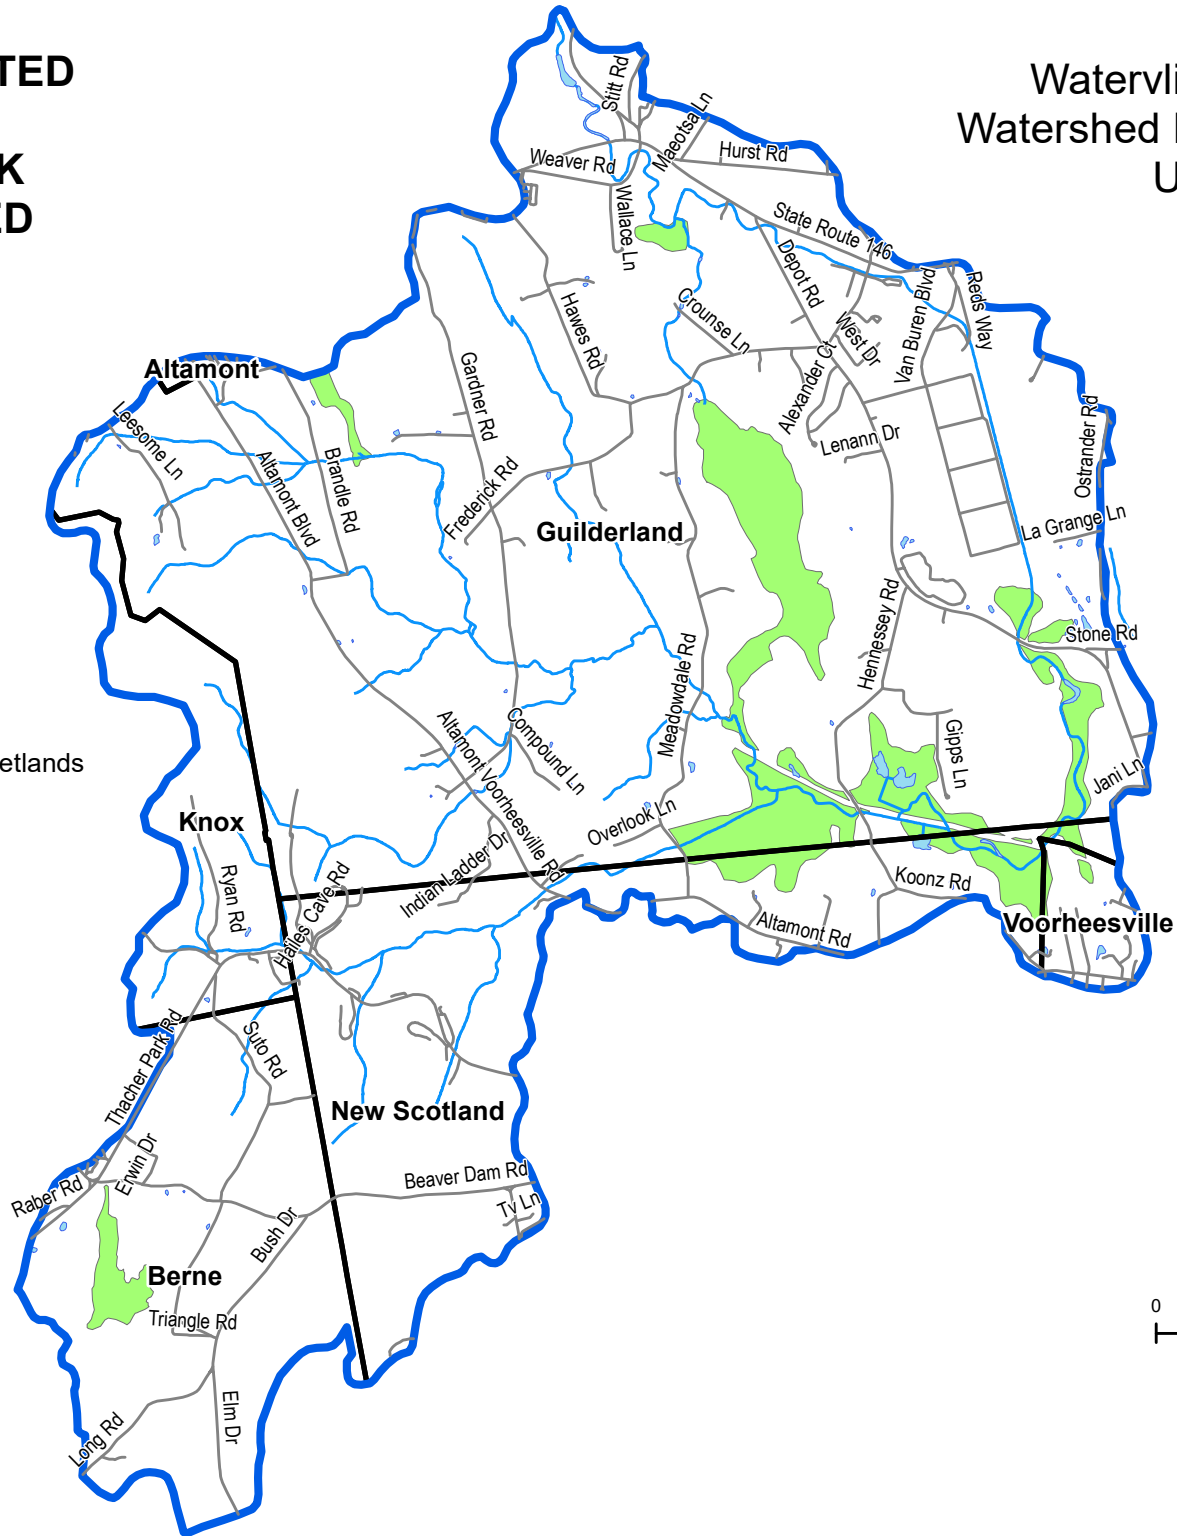 TED
K
ED
Watervli
Watershed
U
etlands
Stitt Rd
Maeotsa Ln
Weaver Rd
Hurst Rd
Wallace Ln
State Route 146
Depot Rd
Reds Way
Van Buren Blvd
Crounse Ln
West Dr
Hawes Rd
Alexander Ct
Gardner Rd
Altamont
Leesome Ln
Brandle Rd
Altamont Blvd
Lenann Dr
Ostrander Rd
Frederick Rd
Guilderland
La Grange Ln
Hennessey Rd
Stone Rd
Meadowdale Rd
Compound Ln
Altamont Voorheesville Rd
Gipps Ln
Jani Ln
Knox
Overlook Ln
Indian Ladder Dr
Ryan Rd
Hailes Cave Rd
Koonz Rd
Altamont Rd
Voorheesville
Thacher Park Rd
Suto Rd
New Scotland
Erwin Dr
Raber Rd
Beaver Dam Rd
Tv Ln
Bush Dr
Berne
Triangle Rd
0
Elm Dr
Long Rd